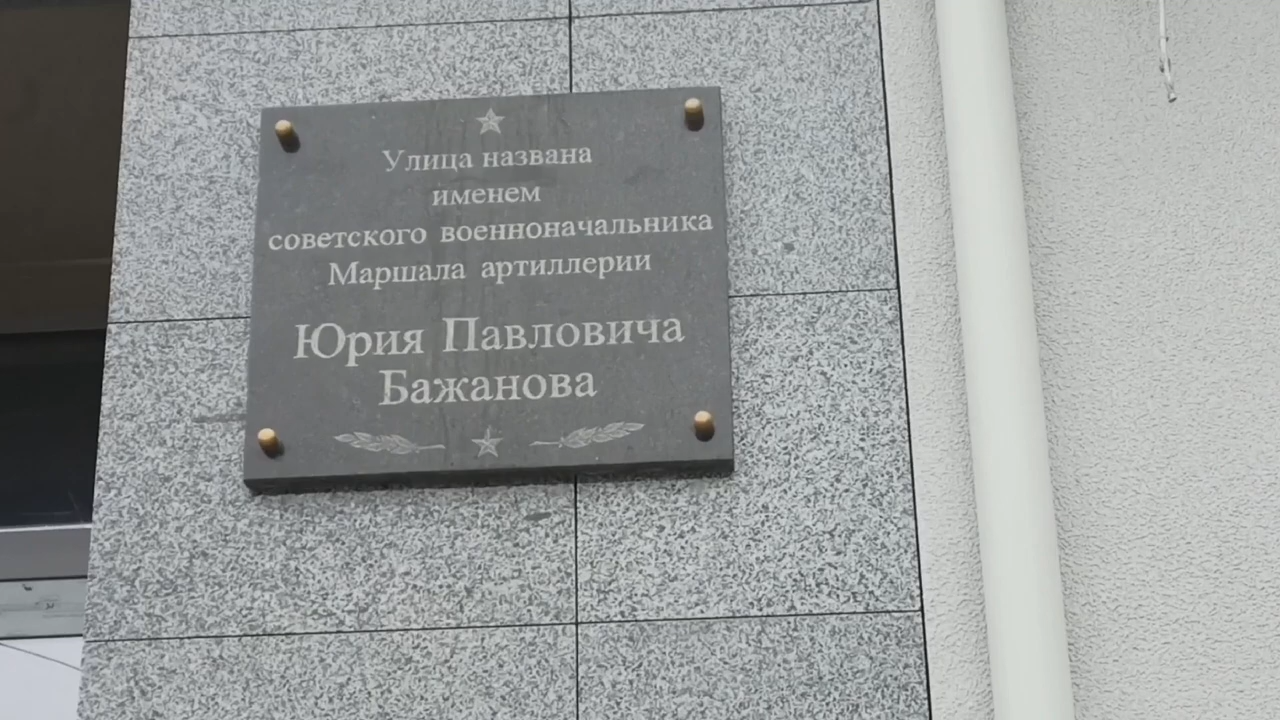 Улица названа
именем
советского военноначальника
Маршала артиллерии
Юрия Павловича
Бажанова